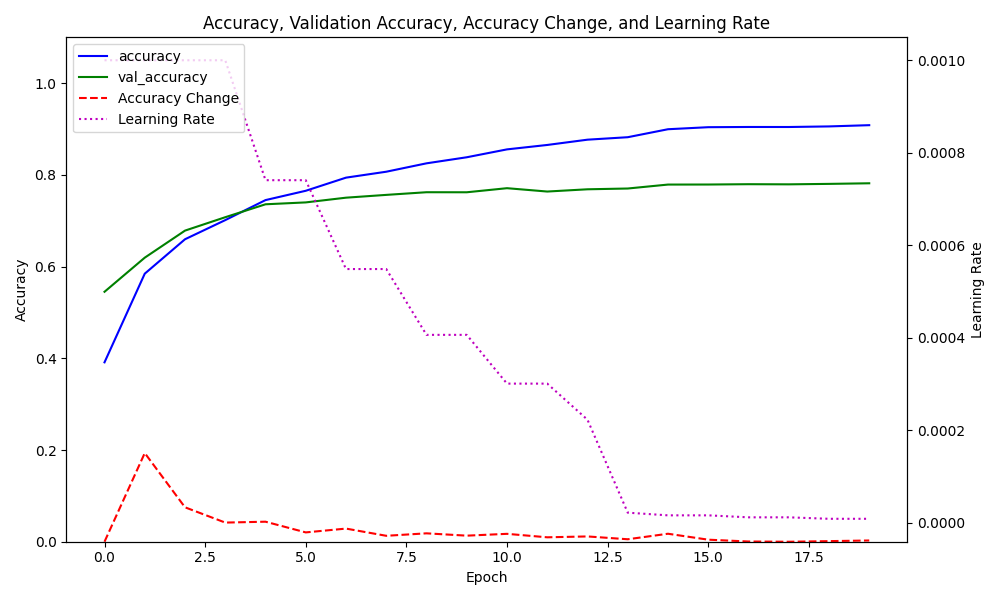 Accuracy, Validation Accuracy, Accuracy Change, and Learning Rate
accuracy
val_accuracy
Accuracy Change
Learning Rate
Accuracy
1.0
0.8
0.6
0.4
0.2
0.0
0.0
2.5
5.0
7.5
10.0
12.5
15.0
17.5
Epoch
0.0010
0.0008
0.0006
0.0004
0.0002
0.0000
Learning Rate